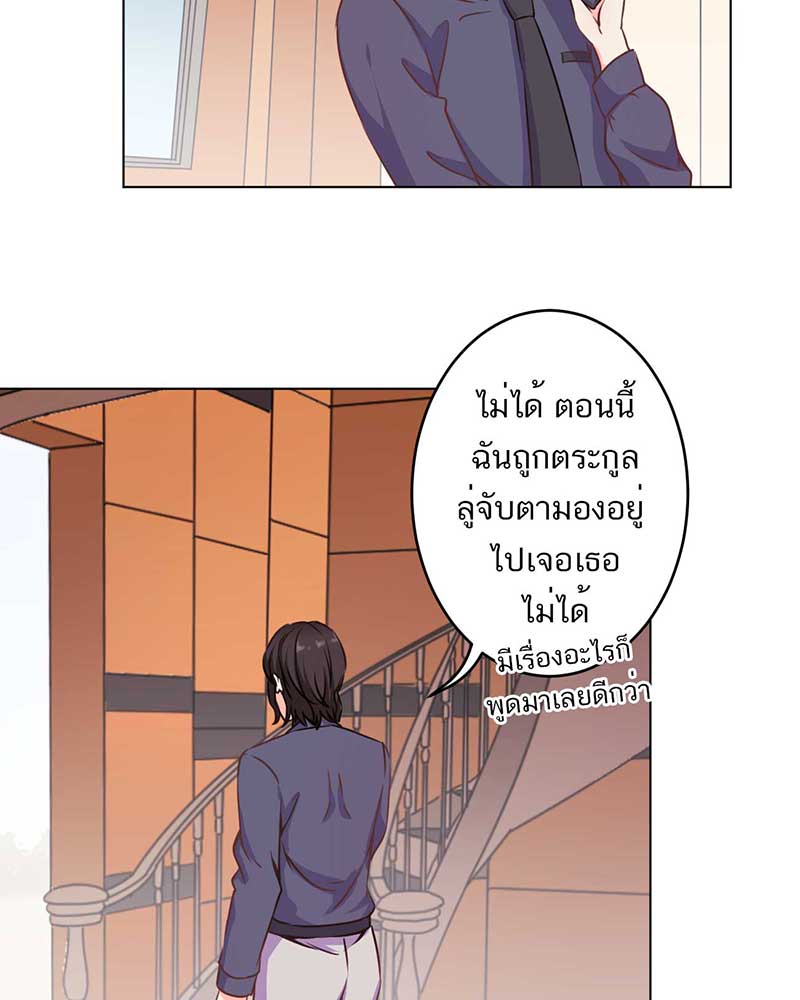 ไม่ได้ ตอนนี้
ฉันถูกตระกูล
ลู่จับตามองอยู่
ไปเจอเธอ
ไม่ได้
มีเรื่องอะไรก็
พูดมาเลยดีกว่า